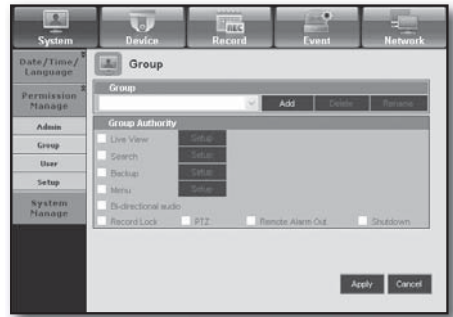 System Device Record Event Network
REC
Date/Time/
Language
Group
Permission
Manage
Group
Add Delete Rename
Admin
Group Authority
Live View Setup
Group
Search Setup
User
Backup Setup
Setup
Menu Setup
System
Manage
Bi-directional audio
Record Lock PTZ Remote Alarm Out Shutdown
Apply Cancel